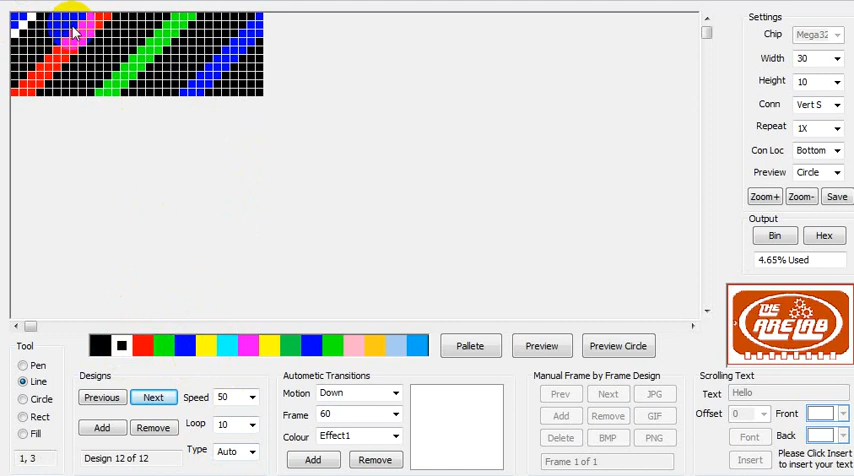 Settings
Chip Mega32
Width 30
Height 10
Conn Vert S
Repeat 1X
Con Loc Bottom
Preview Circle
Zoom+ Zoom- Save
Output
Bin Hex
4.65% Used
THE
ARE LAB
Pallete Preview Preview Circle
Tool
Pen
Line
Circle
Rect
Fill
1, 3
Designs
Previous Next Speed 50
Add Remove Loop 10
Design 12 of 12 Type Auto
Autometic Transitions
Motion Down
Frame 60
Colour Effect1
Add Remove
Manual Frame by Frame Design
Prev Next JPG
Add Remove GIF
Delete BMP PNG
Frame 1 of 1
Scrolling Text
Text Hello
Offset 0 Front
Font Back
Insert Please Click Insert
to insert your text